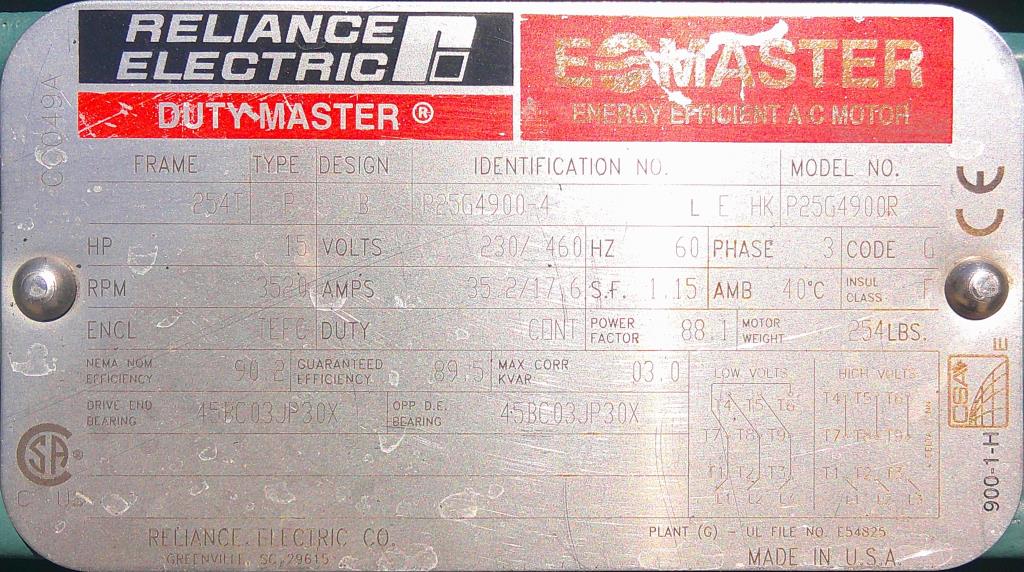 RELIANCE
ELECTRIC
DUTY MASTER ®
MASTER
ENERGY EFFICIENT A-C MOTOR
CC049A
FRAME TYPE DESIGN IDENTIFICATION NO. MODEL NO.
254T P B P25G4900-4 L E HK P25G4900R
HP 15 VOLTS 230/ 460 HZ 60 PHASE 3 CODE G
RPM 3520 AMPS 35.2/17.6 S.F. 1.15 AMB 40°C INSUL CLASS F
ENCL TEFC DUTY CONT POWER FACTOR 88.1 MOTOR WEIGHT 254LBS.
NEMA NOM. EFFICIENCY 90.2 GUARANTEED EFFICIENCY 89.5 MAX CORR KVAR 03.0
DRIVE END BEARING 45BC03JP30X OPP D.E. BEARING 45BC03JP30X
LOW VOLTS HIGH VOLTS
T4 T5 T6 T4 T5 T6
T7 T8 T9 T7 T8 T9
T1 T2 T3 T1 T2 T3
L1 L2 L3 L1 L2 L3
CE
CSA
E
900-1-H
SA ®
C US
RELIANCE ELECTRIC CO.
GREENVILLE, SC, 29615
PLANT (G) - UL FILE NO. E54825
MADE IN U.S.A.